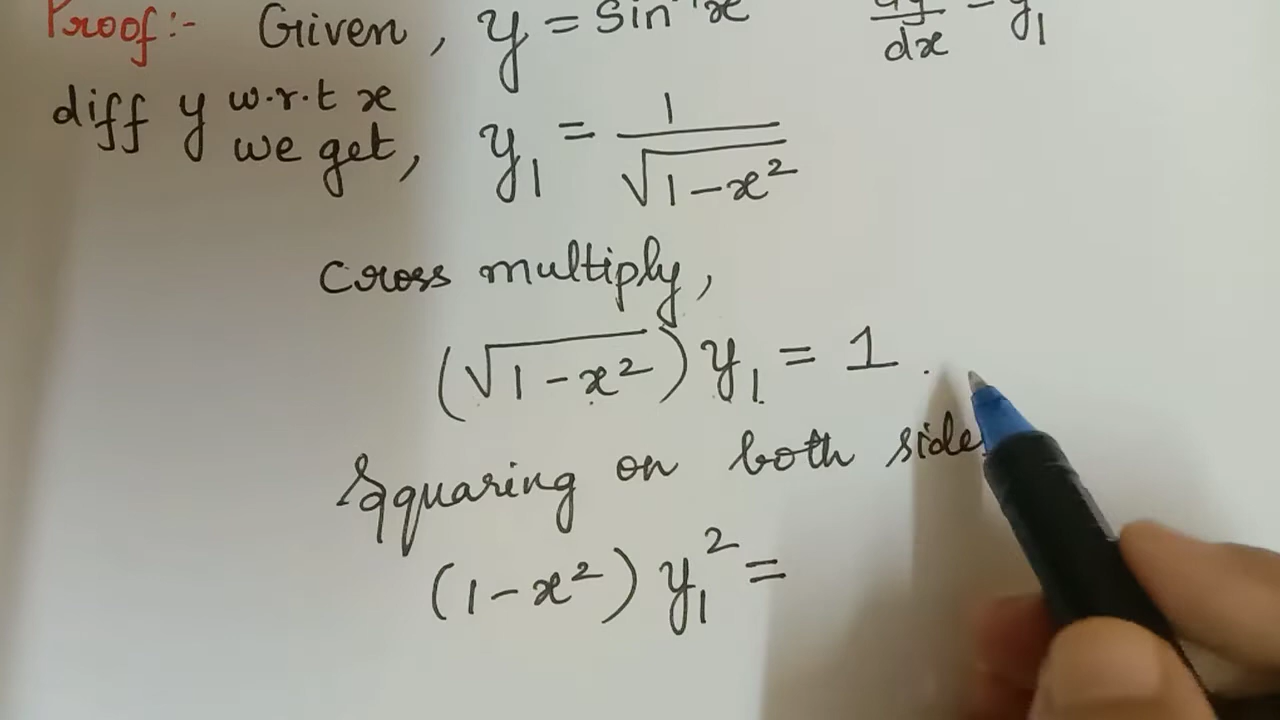 Proof:- Given, y = sin⁻¹x dy/dx = y₁
diff y w.r.t x
we get, y₁ = 1/√(1-x²)
Cross multiply,
(√(1-x²)) y₁ = 1.
Squaring on both side
(1-x²) y₁² =